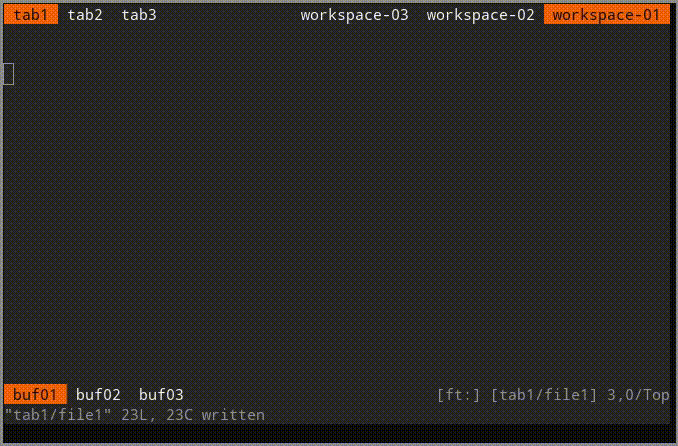 tab1 tab2 tab3 workspace-03 workspace-02 workspace-01
buf01 buf02 buf03 [ft:] [tab1/file1] 3,0/Top
"tab1/file1" 23L, 23C written